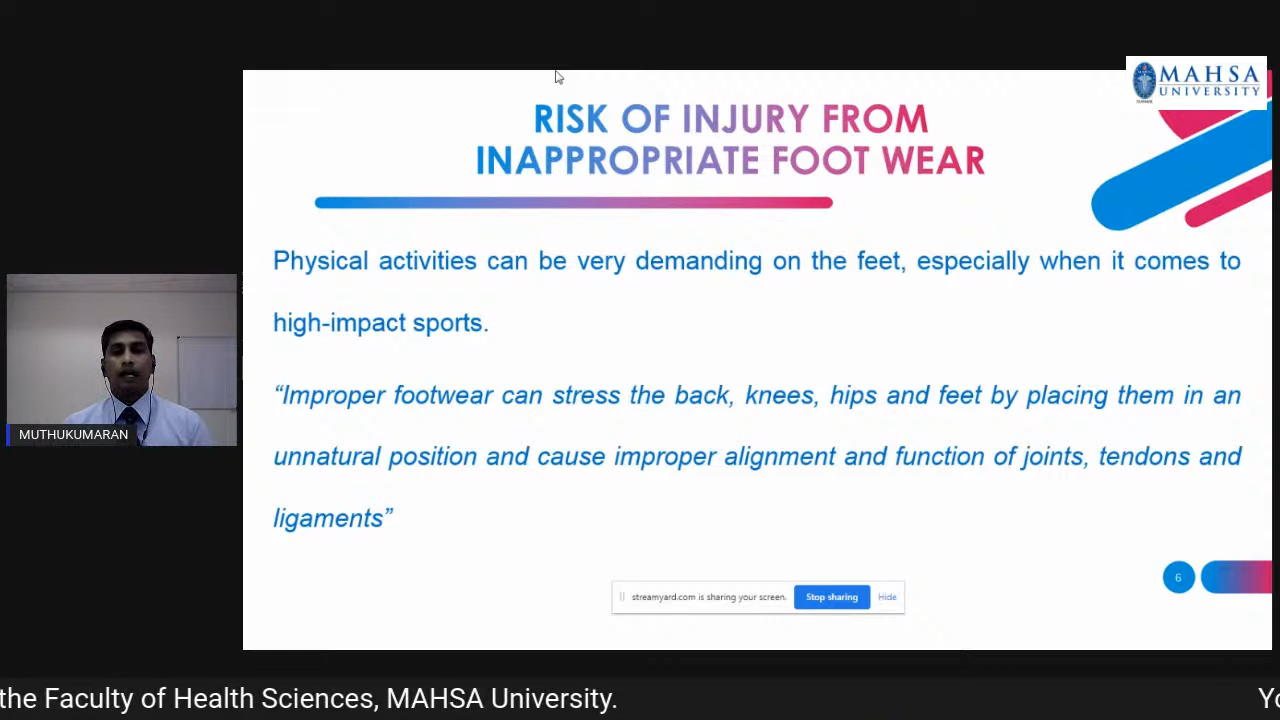 MAHSA
UNIVERSITY
RISK OF INJURY FROM
INAPPROPRIATE FOOT WEAR
Physical activities can be very demanding on the feet, especially when it comes to
high-impact sports.
“Improper footwear can stress the back, knees, hips and feet by placing them in an
unnatural position and cause improper alignment and function of joints, tendons and
ligaments”
MUTHUKUMARAN
6
streamyard.com is sharing your screen.
Stop sharing
Hide
the Faculty of Health Sciences, MAHSA University.